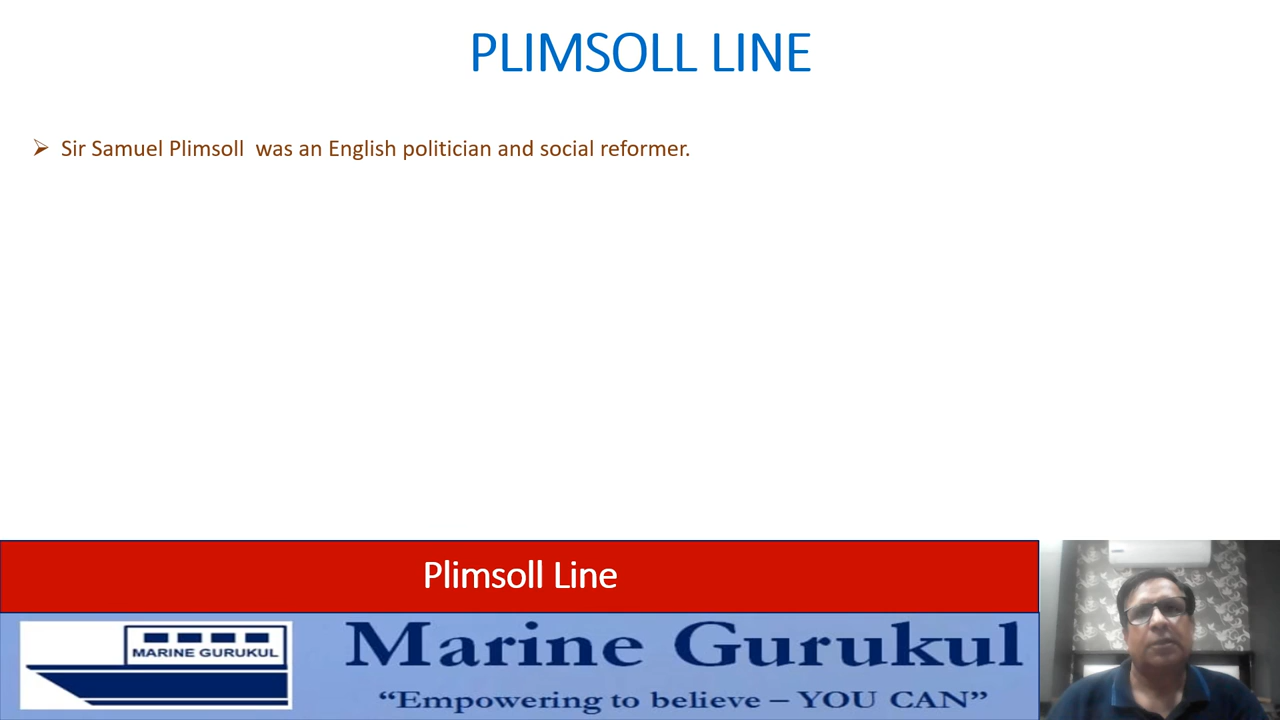 PLIMSOLL LINE
➢ Sir Samuel Plimsoll was an English politician and social reformer.
Plimsoll Line
MARINE GURUKUL
Marine Gurukul
“Empowering to believe – YOU CAN”